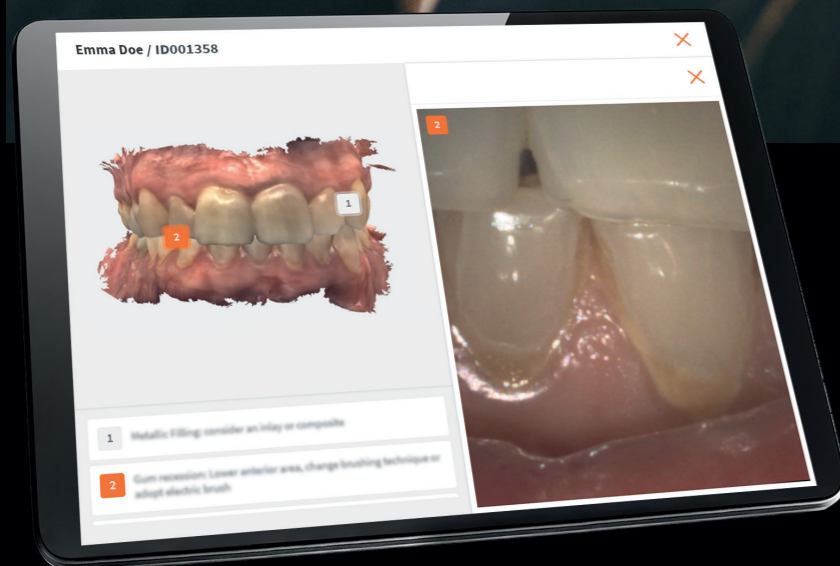 Emma Doe / ID001358
2
1
2
1 Metallic Filling: consider an inlay or composite
2 Gum recession: Lower anterior area, change brushing technique or
adopt electric brush